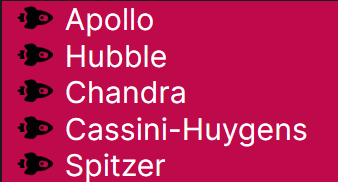 Apollo
Hubble
Chandra
Cassini-Huygens
Spitzer